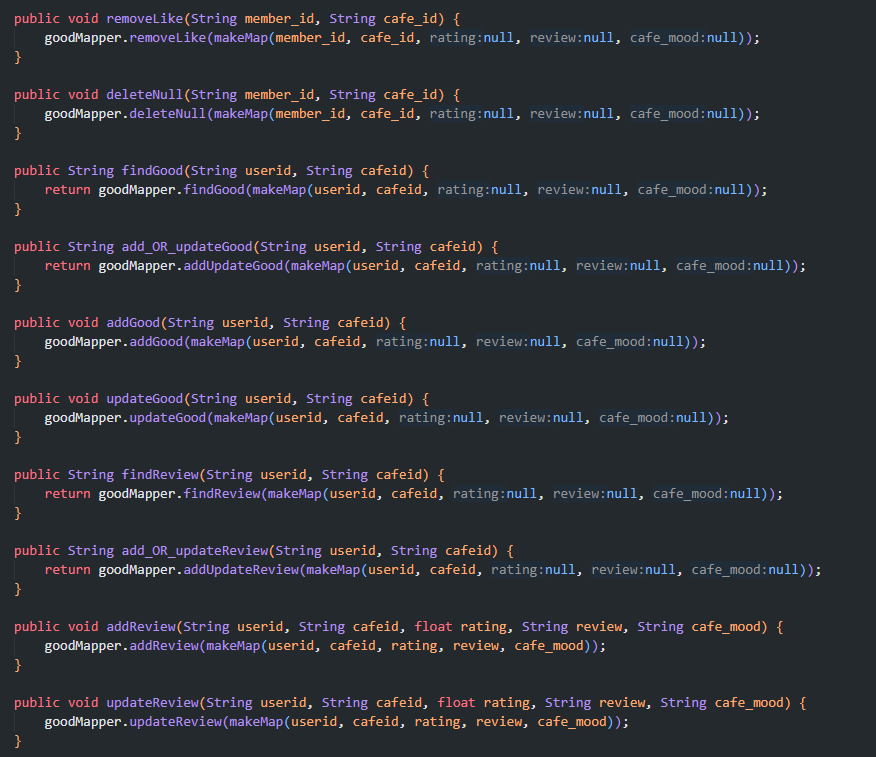 public void removeLike(String member_id, String cafe_id) {
    goodMapper.removeLike(makeMap(member_id, cafe_id, rating:null, review:null, cafe_mood:null));
}

public void deleteNull(String member_id, String cafe_id) {
    goodMapper.deleteNull(makeMap(member_id, cafe_id, rating:null, review:null, cafe_mood:null));
}

public String findGood(String userid, String cafeid) {
    return goodMapper.findGood(makeMap(userid, cafeid, rating:null, review:null, cafe_mood:null));
}

public String add_OR_updateGood(String userid, String cafeid) {
    return goodMapper.addUpdateGood(makeMap(userid, cafeid, rating:null, review:null, cafe_mood:null));
}

public void addGood(String userid, String cafeid) {
    goodMapper.addGood(makeMap(userid, cafeid, rating:null, review:null, cafe_mood:null));
}

public void updateGood(String userid, String cafeid) {
    goodMapper.updateGood(makeMap(userid, cafeid, rating:null, review:null, cafe_mood:null));
}

public String findReview(String userid, String cafeid) {
    return goodMapper.findReview(makeMap(userid, cafeid, rating:null, review:null, cafe_mood:null));
}

public String add_OR_updateReview(String userid, String cafeid) {
    return goodMapper.addUpdateReview(makeMap(userid, cafeid, rating:null, review:null, cafe_mood:null));
}

public void addReview(String userid, String cafeid, float rating, String review, String cafe_mood) {
    goodMapper.addReview(makeMap(userid, cafeid, rating, review, cafe_mood));
}

public void updateReview(String userid, String cafeid, float rating, String review, String cafe_mood) {
    goodMapper.updateReview(makeMap(userid, cafeid, rating, review, cafe_mood));
}